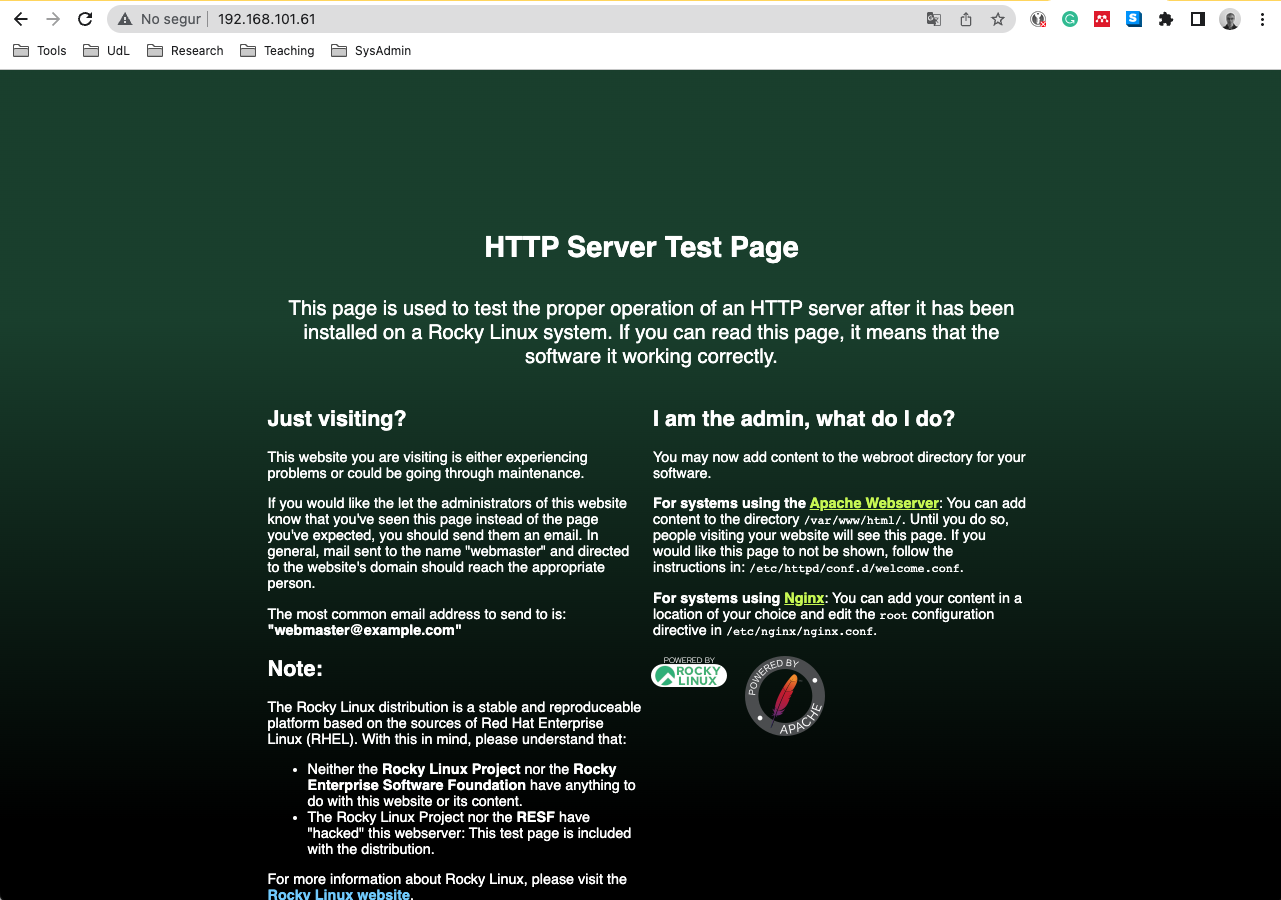 No segur
192.168.101.61
Tools
UdL
Research
Teaching
SysAdmin
HTTP Server Test Page
This page is used to test the proper operation of an HTTP server after it has been
installed on a Rocky Linux system. If you can read this page, it means that the
software it working correctly.
Just visiting?
This website you are visiting is either experiencing
problems or could be going through maintenance.
If you would like the let the administrators of this website
know that you've seen this page instead of the page
you've expected, you should send them an email. In
general, mail sent to the name "webmaster" and directed
to the website's domain should reach the appropriate
person.
The most common email address to send to is:
"webmaster@example.com"
Note:
The Rocky Linux distribution is a stable and reproduceable
platform based on the sources of Red Hat Enterprise
Linux (RHEL). With this in mind, please understand that:
• Neither the Rocky Linux Project nor the Rocky
Enterprise Software Foundation have anything to
do with this website or its content.
• The Rocky Linux Project nor the RESF have
"hacked" this webserver: This test page is included
with the distribution.
For more information about Rocky Linux, please visit the
Rocky Linux website.
I am the admin, what do I do?
You may now add content to the webroot directory for your
software.
For systems using the Apache Webserver: You can add
content to the directory /var/www/html/. Until you do so,
people visiting your website will see this page. If you
would like this page to not be shown, follow the
instructions in: /etc/httpd/conf.d/welcome.conf.
For systems using Nginx: You can add your content in a
location of your choice and edit the root configuration
directive in /etc/nginx/nginx.conf.
POWERED BY
ROCKY
LINUX
POWERED BY
APACHE